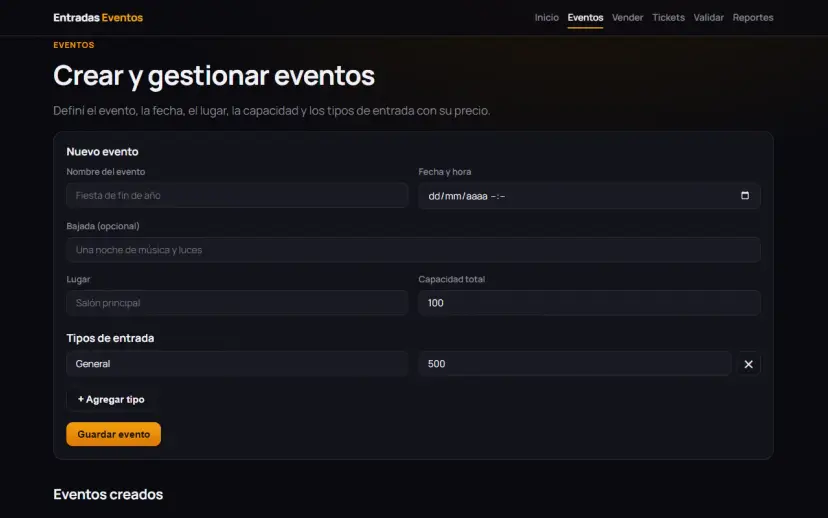 Entradas Eventos
Inicio Eventos Vender Tickets Validar Reportes
EVENTOS
Crear y gestionar eventos
Definí el evento, la fecha, el lugar, la capacidad y los tipos de entrada con su precio.
Nuevo evento
Nombre del evento Fecha y hora
Fiesta de fin de año dd/mm/aaaa --:--
Bajada (opcional)
Una noche de música y luces
Lugar Capacidad total
Salón principal 100
Tipos de entrada
General 500 ✕
+ Agregar tipo
Guardar evento
Eventos creados